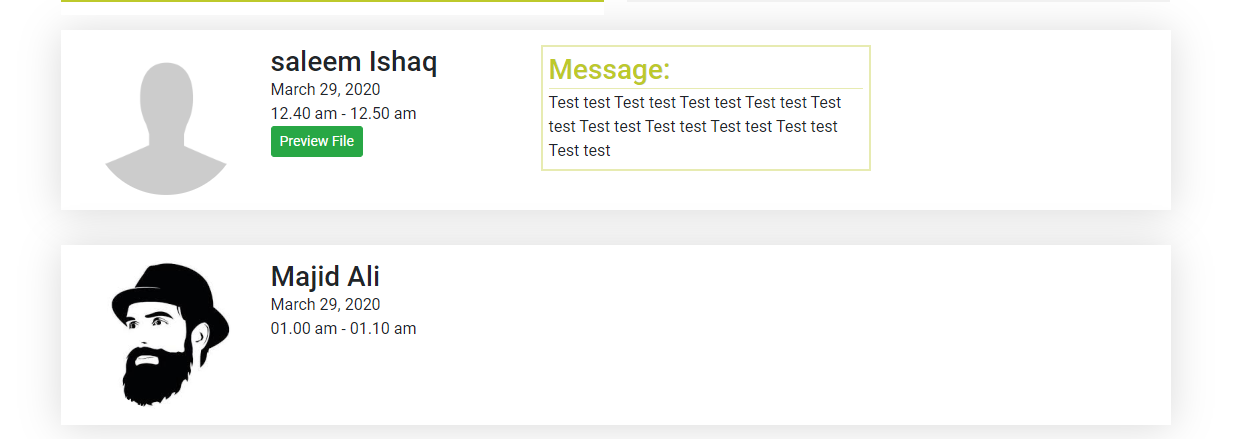 saleem Ishaq
March 29, 2020
12.40 am - 12.50 am
Preview File
Message:
Test test Test test Test test Test test Test
test Test test Test test Test test Test test
Test test
Majid Ali
March 29, 2020
01.00 am - 01.10 am